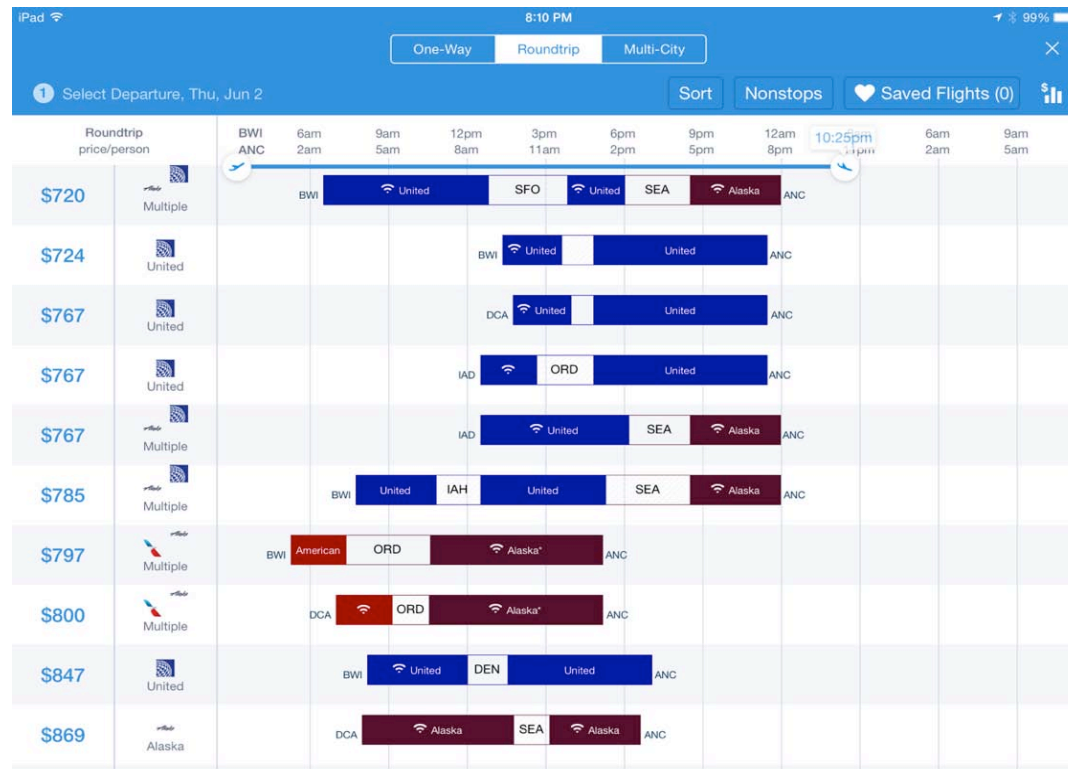 iPad 8:10 PM 99%
One-Way Roundtrip Multi-City
1 Select Departure, Thu, Jun 2 Sort Nonstops Saved Flights (0) $
Roundtrip BWI 6am 9am 12pm 3pm 6pm 9pm 12am 10:25pm 6am 9am
price/person ANC 2am 5am 8am 11am 2pm 5pm 8pm 2am 5am
$720 Alaska Multiple BWI United SFO United SEA Alaska ANC
$724 United BWI United United ANC
$767 United DCA United United ANC
$767 United IAD ORD United ANC
$767 Alaska Multiple IAD United SEA Alaska ANC
$785 Alaska Multiple BWI United IAH United SEA Alaska ANC
$797 Alaska Multiple BWI American ORD Alaska* ANC
$800 Alaska Multiple DCA ORD Alaska* ANC
$847 United BWI United DEN United ANC
$869 Alaska Alaska DCA Alaska SEA Alaska ANC